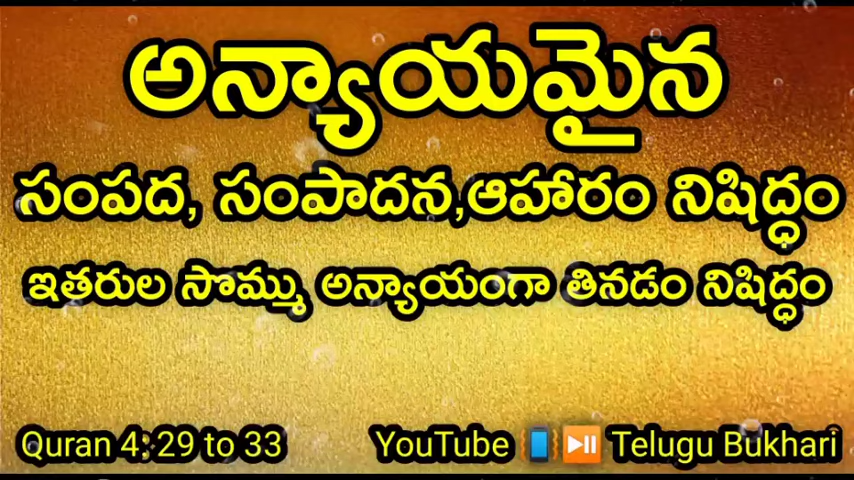 అన్యాయమైన
సంపద, సంపాదన,ఆహారం నిషిద్ధం
ఇతరుల సొమ్ము అన్యాయంగా తినడం నిషిద్ధం
Quran 4:29 to 33 YouTube 📱⏯️ Telugu Bukhari